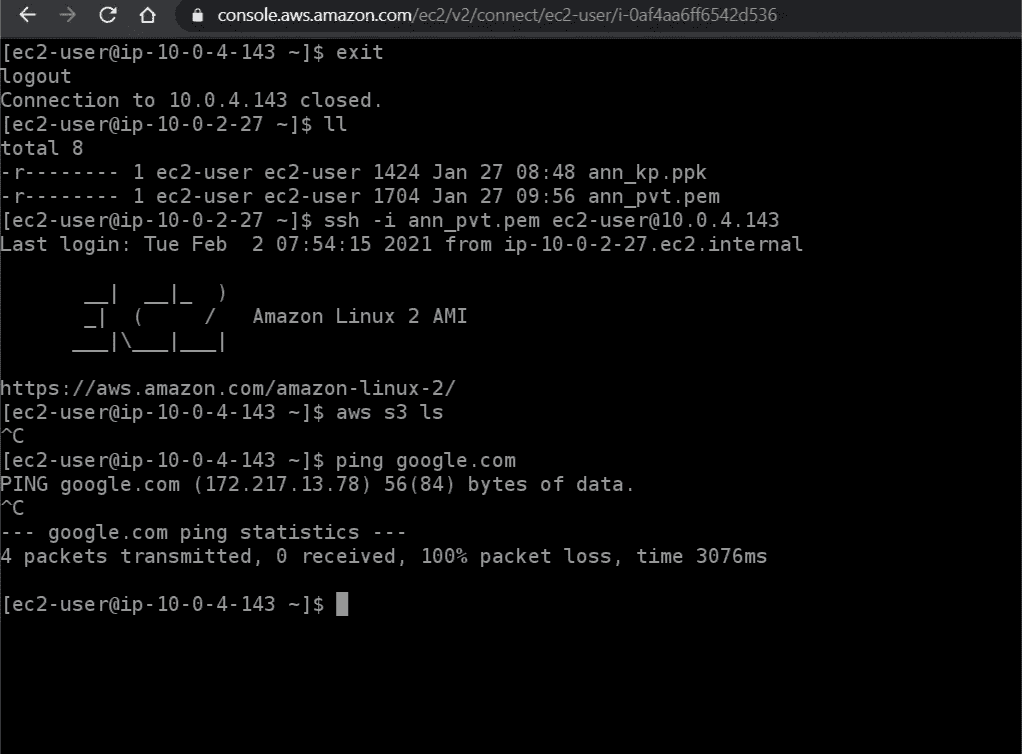 console.aws.amazon.com/ec2/v2/connect/ec2-user/i-0af4aa6ff6542d536
[ec2-user@ip-10-0-4-143 ~]$ exit
logout
Connection to 10.0.4.143 closed.
[ec2-user@ip-10-0-2-27 ~]$ ll
total 8
-r-------- 1 ec2-user ec2-user 1424 Jan 27 08:48 ann_kp.ppk
-r-------- 1 ec2-user ec2-user 1704 Jan 27 09:56 ann_pvt.pem
[ec2-user@ip-10-0-2-27 ~]$ ssh -i ann_pvt.pem ec2-user@10.0.4.143
Last login: Tue Feb  2 07:54:15 2021 from ip-10-0-2-27.ec2.internal
       __|  __|_  )
       _|  (     /   Amazon Linux 2 AMI
      ___|\___|___|
https://aws.amazon.com/amazon-linux-2/
[ec2-user@ip-10-0-4-143 ~]$ aws s3 ls
^C
[ec2-user@ip-10-0-4-143 ~]$ ping google.com
PING google.com (172.217.13.78) 56(84) bytes of data.
^C
--- google.com ping statistics ---
4 packets transmitted, 0 received, 100% packet loss, time 3076ms
[ec2-user@ip-10-0-4-143 ~]$